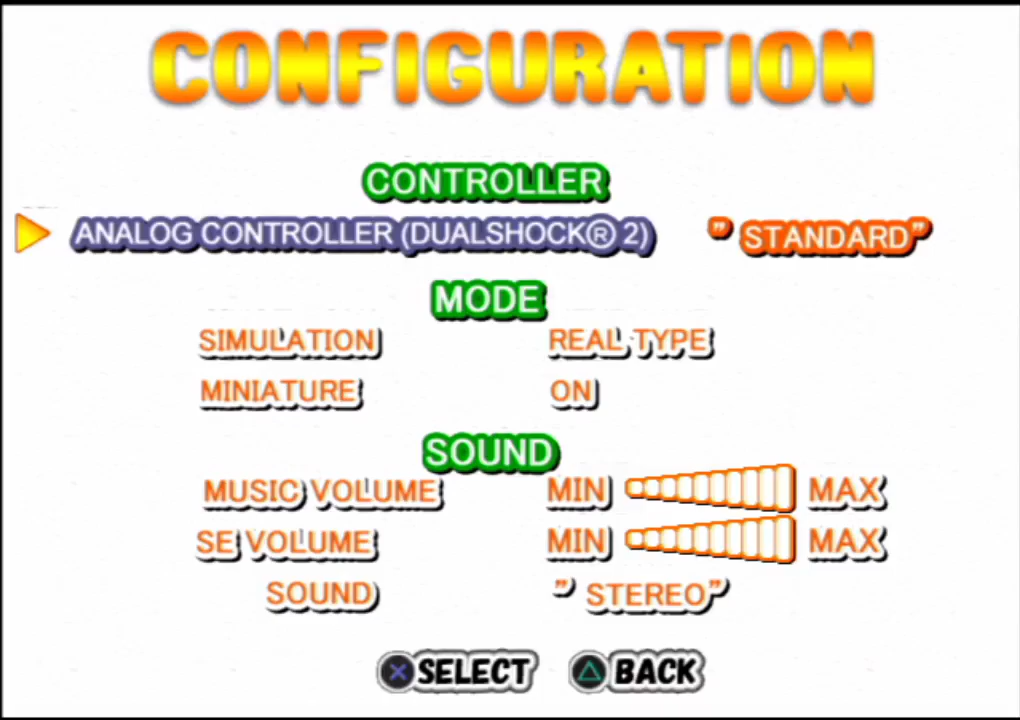 CONFIGURATION
CONTROLLER
ANALOG CONTROLLER (DUALSHOCK® 2) " STANDARD"
MODE
SIMULATION REAL TYPE
MINIATURE ON
SOUND
MUSIC VOLUME MIN MAX
SE VOLUME MIN MAX
SOUND " STEREO"
SELECT BACK